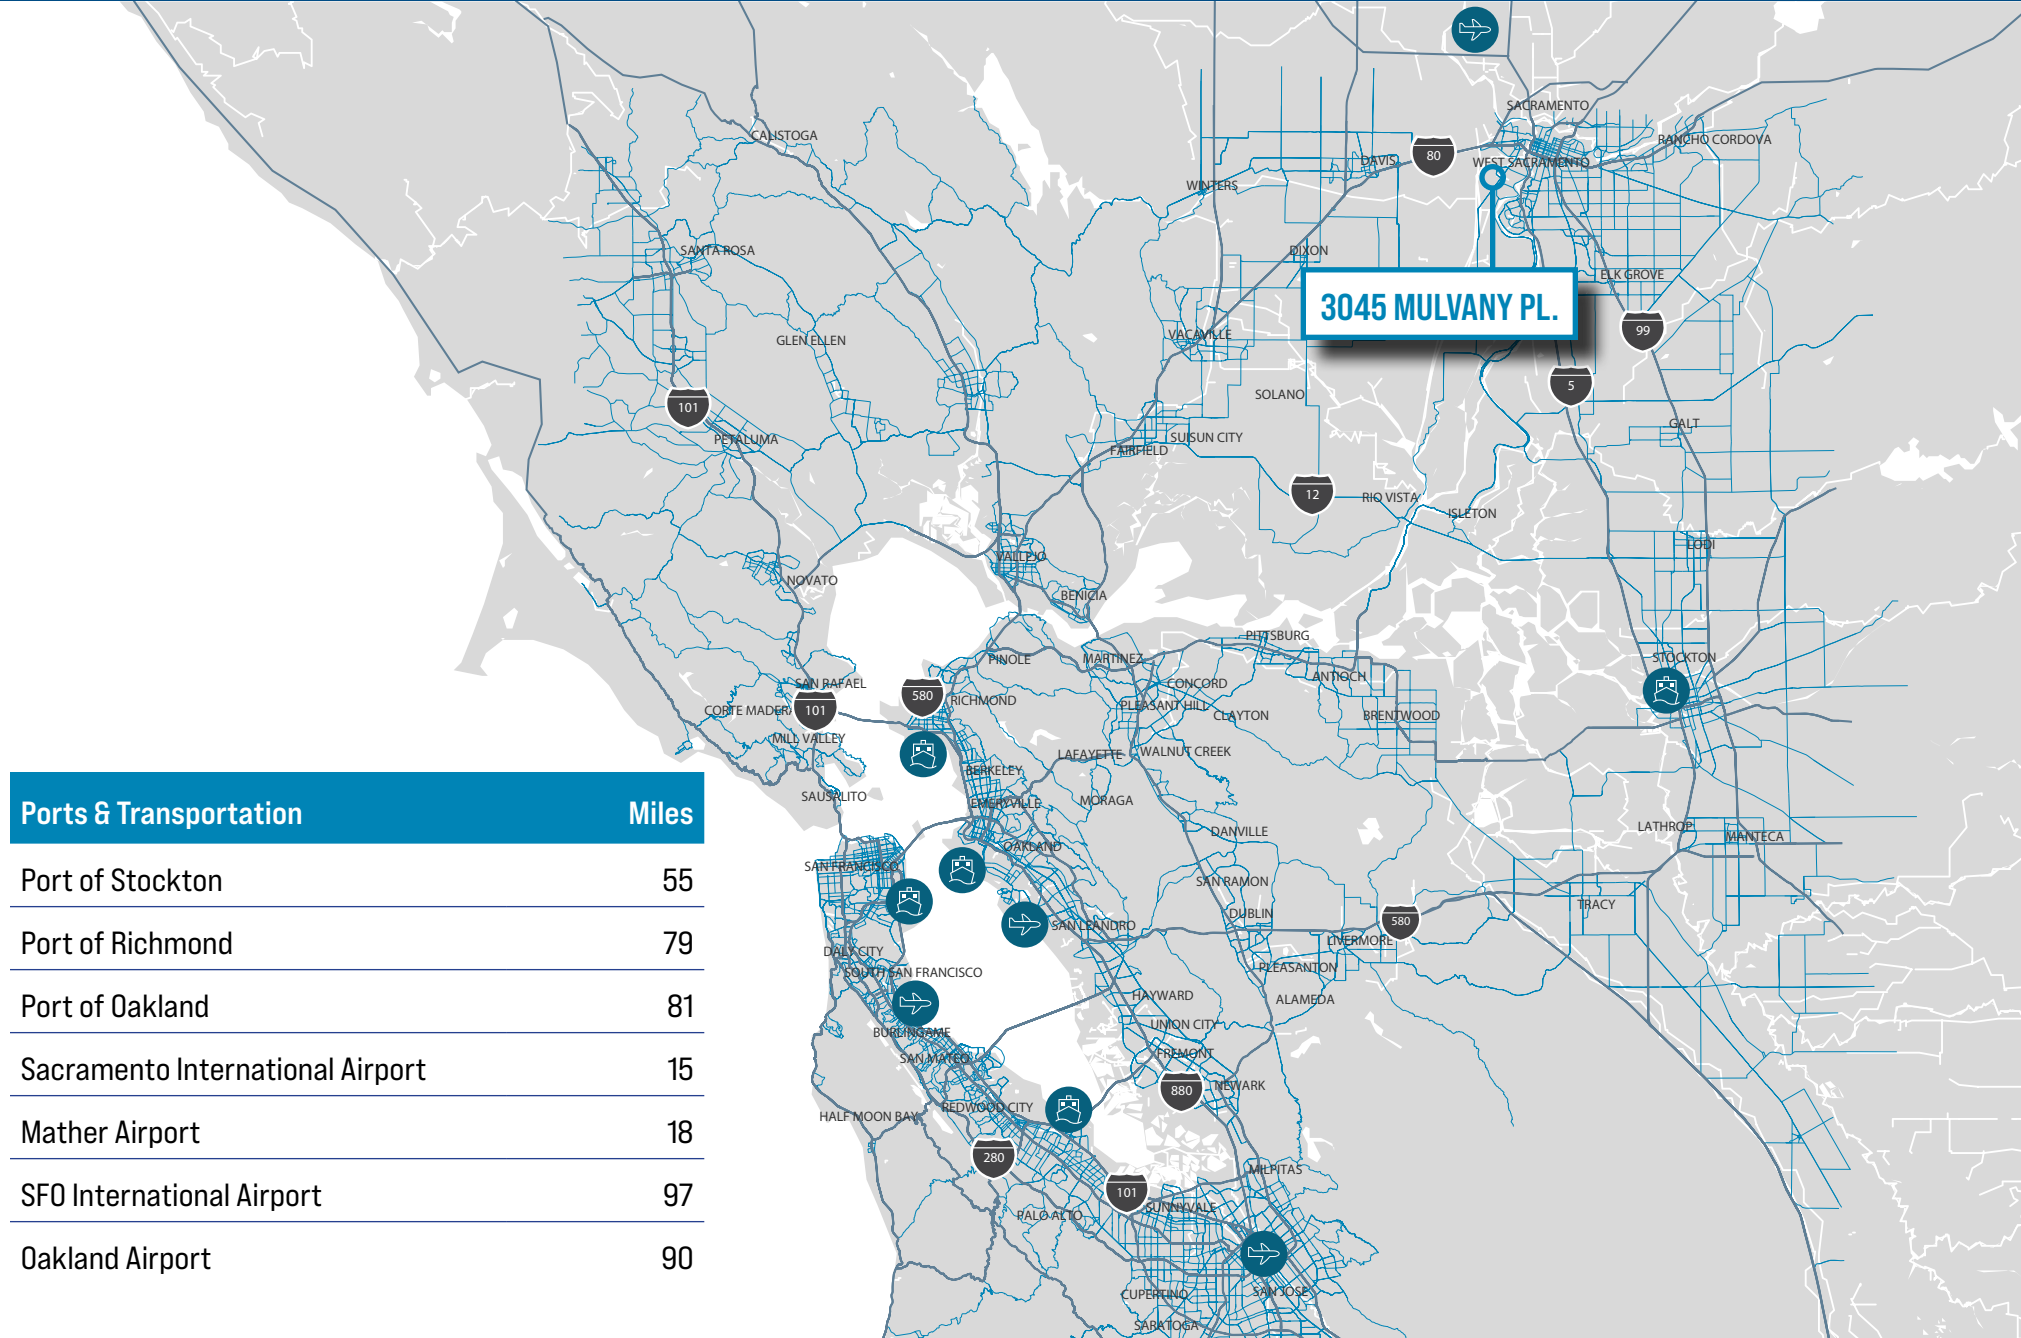 SACRAMENTO
CALISTOGA
RANCHO CORDOVA
80
DAVIS
WEST SACRAMENTO
WINTERS
SANTA ROSA
DIXON
ELK GROVE
3045 MULVANY PL.
99
VACAVILLE
GLEN ELLEN
5
SOLANO
101
GALT
PETALUMA
SUISUN CITY
FAIRFIELD
12
RIO VISTA
ISLETON
LODI
VALLEJO
NOVATO
BENICIA
PITTSBURG
STOCKTON
PINOLE
MARTINEZ
ANTIOCH
SAN RAFAEL
CONCORD
580
RICHMOND
PLEASANT HILL
CORTE MADERA
101
CLAYTON
BRENTWOOD
MILL VALLEY
LAFAYETTE
WALNUT CREEK
BERKELEY
SAUSALITO
EMERYVILLE
MORAGA
LATHROP
DANVILLE
MANTECA
OAKLAND
SAN FRANCISCO
SAN RAMON
TRACY
DUBLIN
580
SAN LEANDRO
LIVERMORE
DALY CITY
PLEASANTON
SOUTH SAN FRANCISCO
HAYWARD
ALAMEDA
UNION CITY
BURLINGAME
FREMONT
SAN MATEO
NEWARK
880
REDWOOD CITY
HALF MOON BAY
280
MILPITAS
101
SUNNYVALE
PALO ALTO
SAN JOSE
CUPERTINO
SARATOGA
Ports & Transportation Miles
Port of Stockton 55
Port of Richmond 79
Port of Oakland 81
Sacramento International Airport 15
Mather Airport 18
SFO International Airport 97
Oakland Airport 90